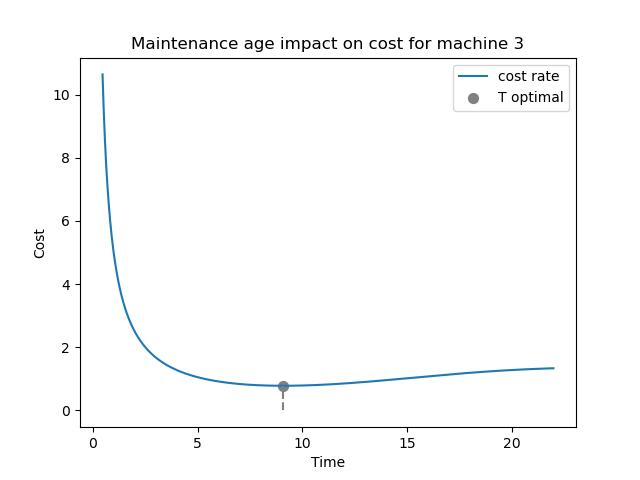 Maintenance age impact on cost for machine 3
cost rate
T optimal
10
8
6
4
2
0
Cost
0 5 10 15 20
Time